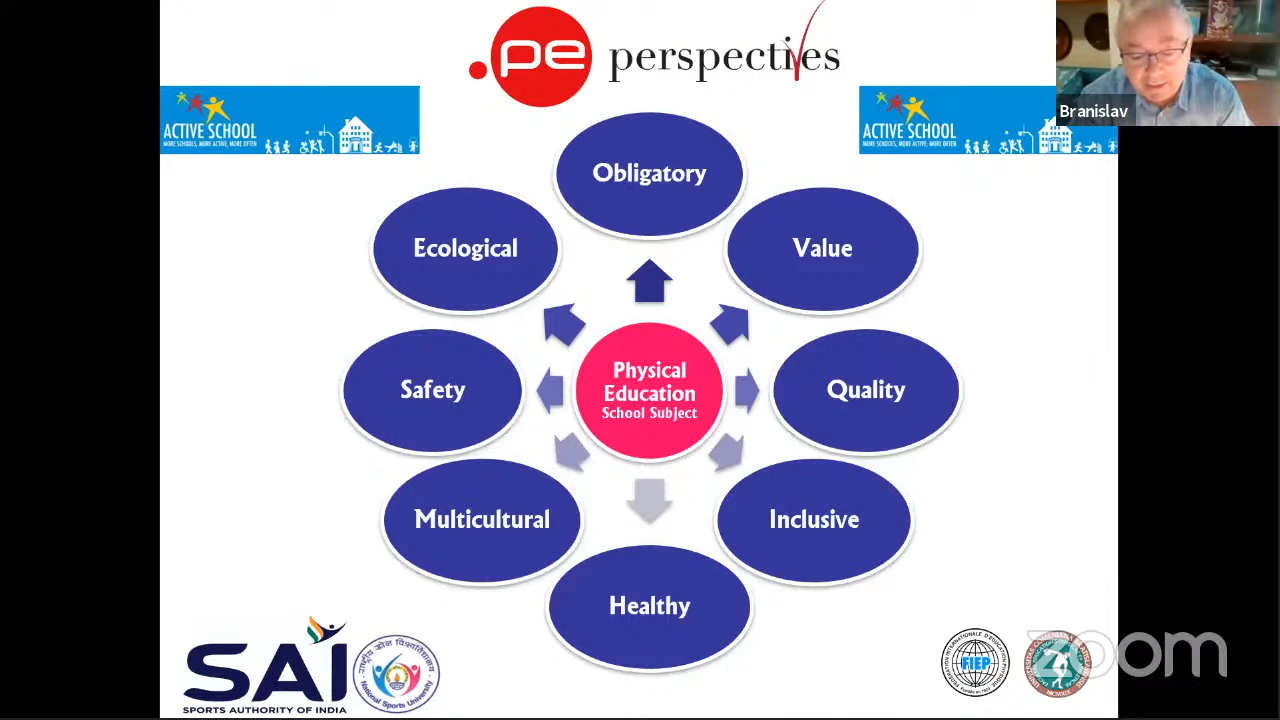 .pe perspectives
Branislav
ACTIVE SCHOOL
MORE SCHOOLS, MORE ACTIVE, MORE OFTEN
ACTIVE SCHOOL
MORE SCHOOLS, MORE ACTIVE, MORE OFTEN
Obligatory
Ecological
Value
Physical
Education
School Subject
Safety
Quality
Multicultural
Inclusive
Healthy
SAI
SPORTS AUTHORITY OF INDIA
राष्ट्रीय खेल विश्वविद्यालय
National Sports University
FIEP
zoom